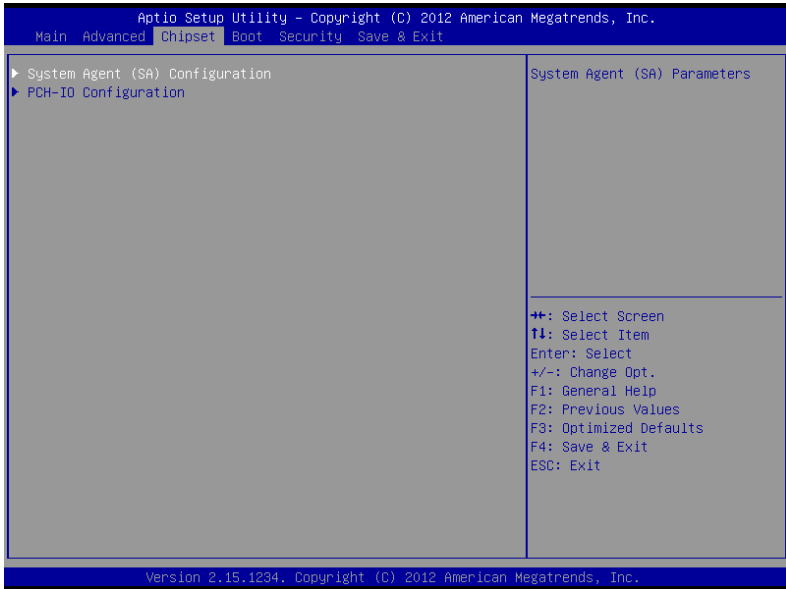 Aptio Setup Utility – Copyright (C) 2012 American Megatrends, Inc.
Main Advanced Chipset Boot Security Save & Exit
System Agent (SA) Configuration
PCH-IO Configuration
System Agent (SA) Parameters
→←: Select Screen
↑↓: Select Item
Enter: Select
+/-: Change Opt.
F1: General Help
F2: Previous Values
F3: Optimized Defaults
F4: Save & Exit
ESC: Exit
Version 2.15.1234. Copyright (C) 2012 American Megatrends, Inc.